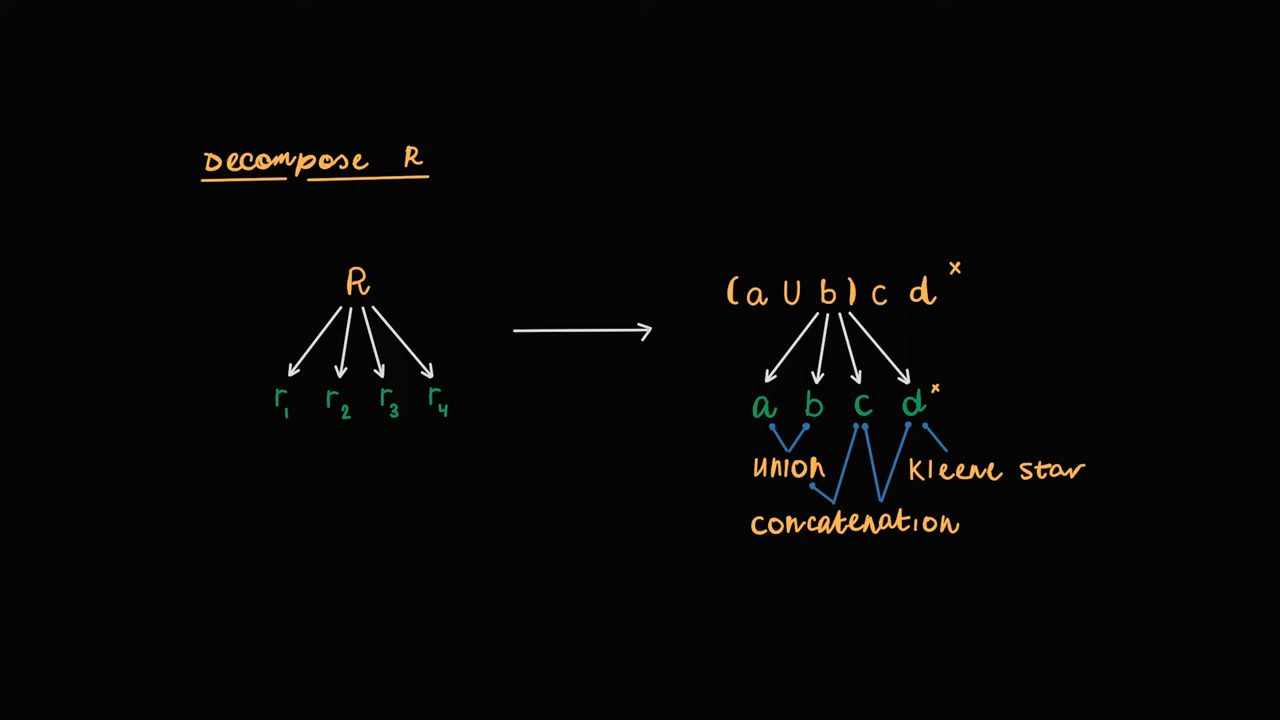 Decompose R
R
(a U b) c d*
r1 r2 r3 r4
a b c d*
union
Kleene star
concatenation